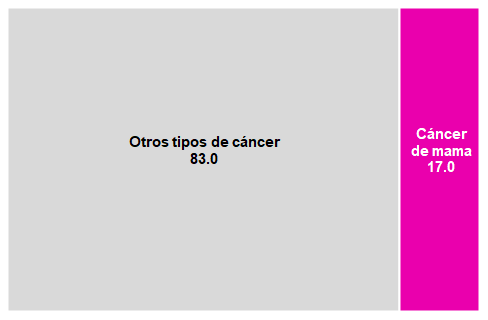 Otros tipos de cáncer
83.0
Cáncer
de mama
17.0